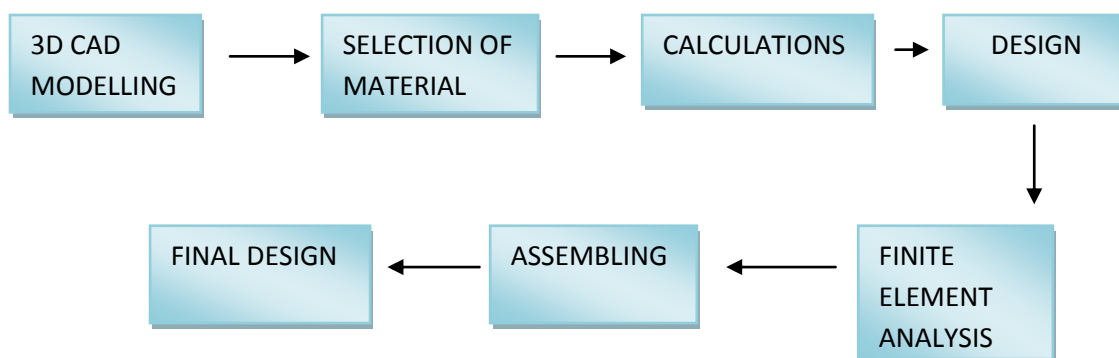 3D CAD
MODELLING
SELECTION OF
MATERIAL
CALCULATIONS
DESIGN
FINITE
ELEMENT
ANALYSIS
ASSEMBLING
FINAL DESIGN